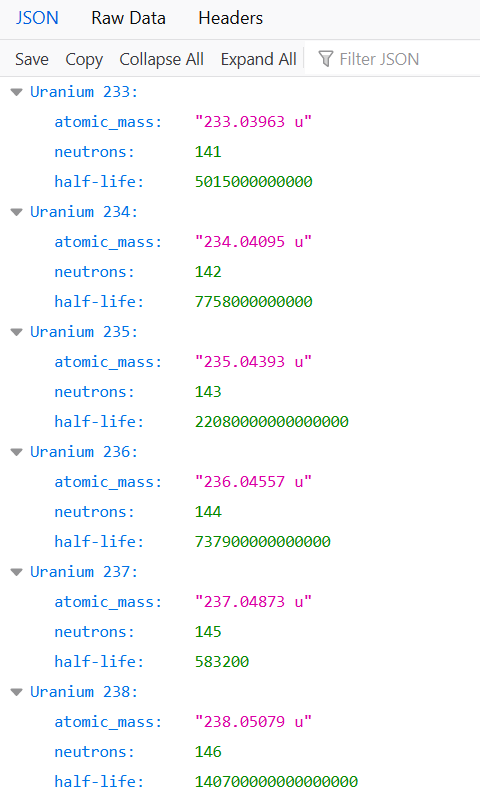 JSON Raw Data Headers
Save Copy Collapse All Expand All Filter JSON
Uranium 233:
atomic_mass: "233.03963 u"
neutrons: 141
half-life: 5015000000000
Uranium 234:
atomic_mass: "234.04095 u"
neutrons: 142
half-life: 7758000000000
Uranium 235:
atomic_mass: "235.04393 u"
neutrons: 143
half-life: 22080000000000000
Uranium 236:
atomic_mass: "236.04557 u"
neutrons: 144
half-life: 737900000000000
Uranium 237:
atomic_mass: "237.04873 u"
neutrons: 145
half-life: 583200
Uranium 238:
atomic_mass: "238.05079 u"
neutrons: 146
half-life: 140700000000000000